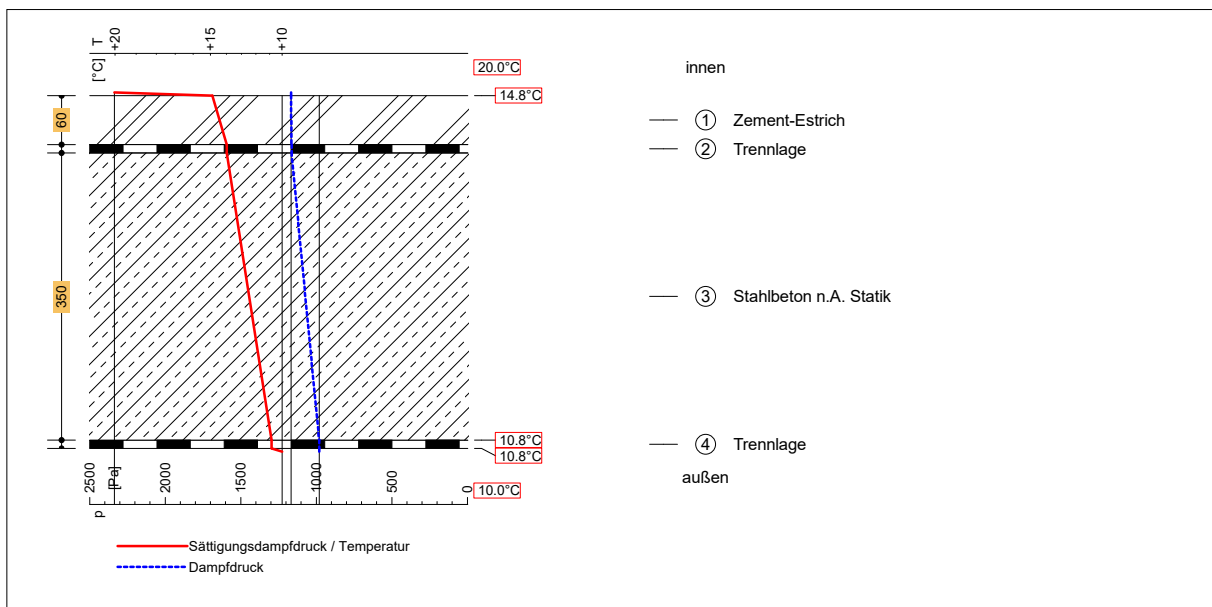 T
[°C]
+20
+15
+10
20.0°C
innen
14.8°C
60
1 Zement-Estrich
2 Trennlage
350
3 Stahlbeton n.A. Statik
10.8°C
4 Trennlage
10.8°C
außen
p
[Pa]
2500
2000
1500
1000
500
0
10.0°C
Sättigungsdampfdruck / Temperatur
Dampfdruck